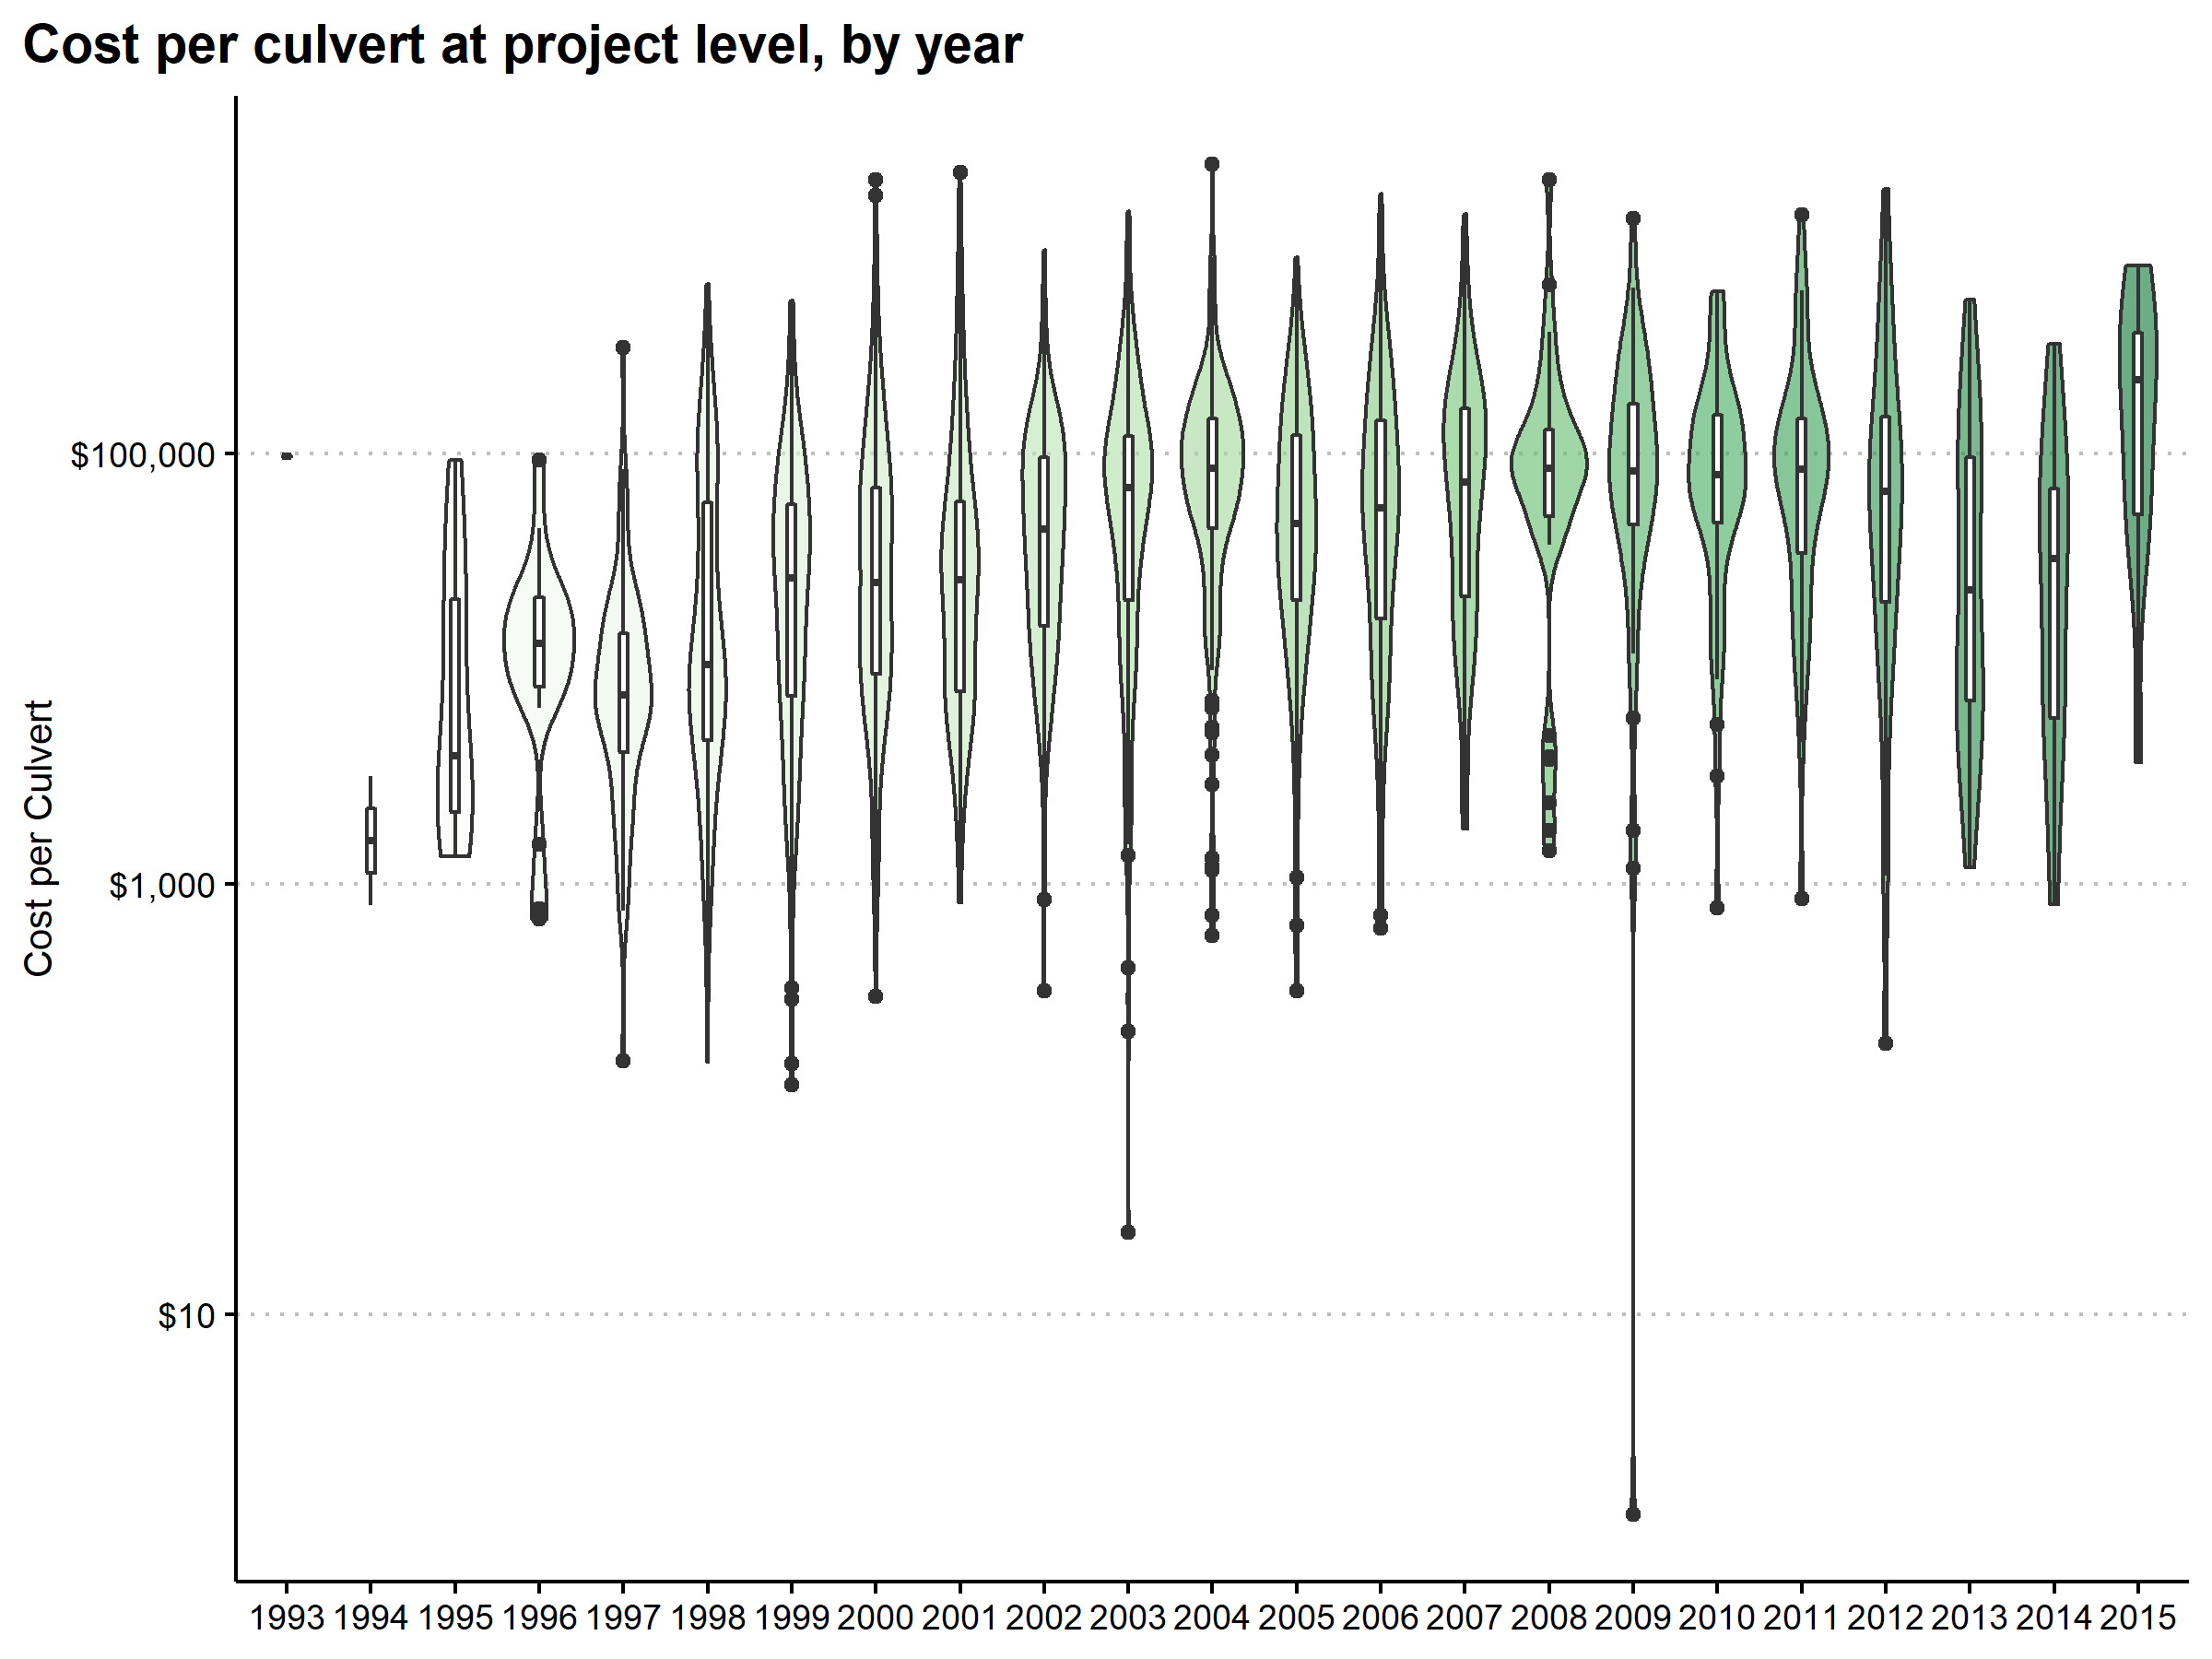 Cost per culvert at project level, by year
Cost per Culvert
$100,000
$1,000
$10
1993 1994 1995 1996 1997 1998 1999 2000 2001 2002 2003 2004 2005 2006 2007 2008 2009 2010 2011 2012 2013 2014 2015